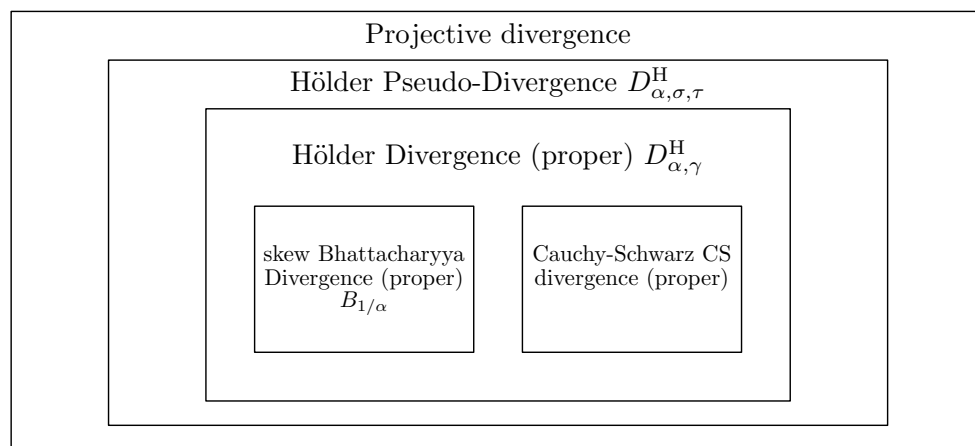 Projective divergence
Hölder Pseudo-Divergence $D^{\mathrm{H}}_{\alpha,\sigma,\tau}$
Hölder Divergence (proper) $D^{\mathrm{H}}_{\alpha,\gamma}$
skew Bhattacharyya
Divergence (proper)
$B_{1/\alpha}$
Cauchy-Schwarz CS
divergence (proper)